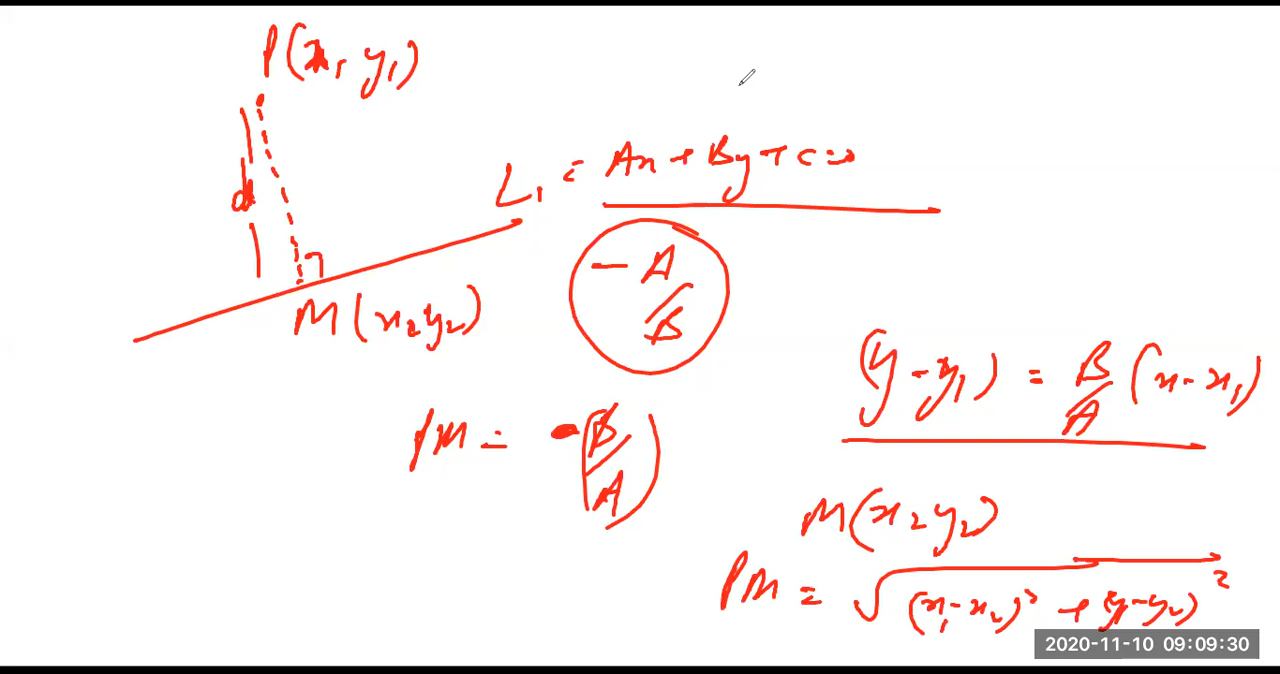 P(x₁, y₁)
d
L₁ = Ax + By + C = 0
M(x₂ y₂)
- A/B
(y - y₁) = B/A (x - x₁)
PM = - (B/A)
M(x₂ y₂)
PM = √(x₁ - x₂)² + (y₁ - y₂)²
2020-11-10 09:09:30